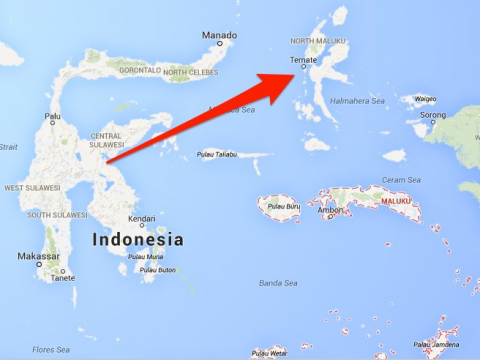 Manado
NORTH MALUKU
Ternate
GORONTALO
NORTH CELEBES
Halmahera Sea
Waigeo
Sorong
Palu
Strait
CENTRAL
SULAWESI
Pulau Taliabu
Ceram Sea
WEST SULAWESI
MALUKU
Pulau Buru
Ambon
SOUTH SULAWESI
Kendari
Indonesia
Makassar
Pulau Muna
Pulau Buton
Tanete
Banda Sea
Flores Sea
Pulau Wetar
Pulau Jamdena